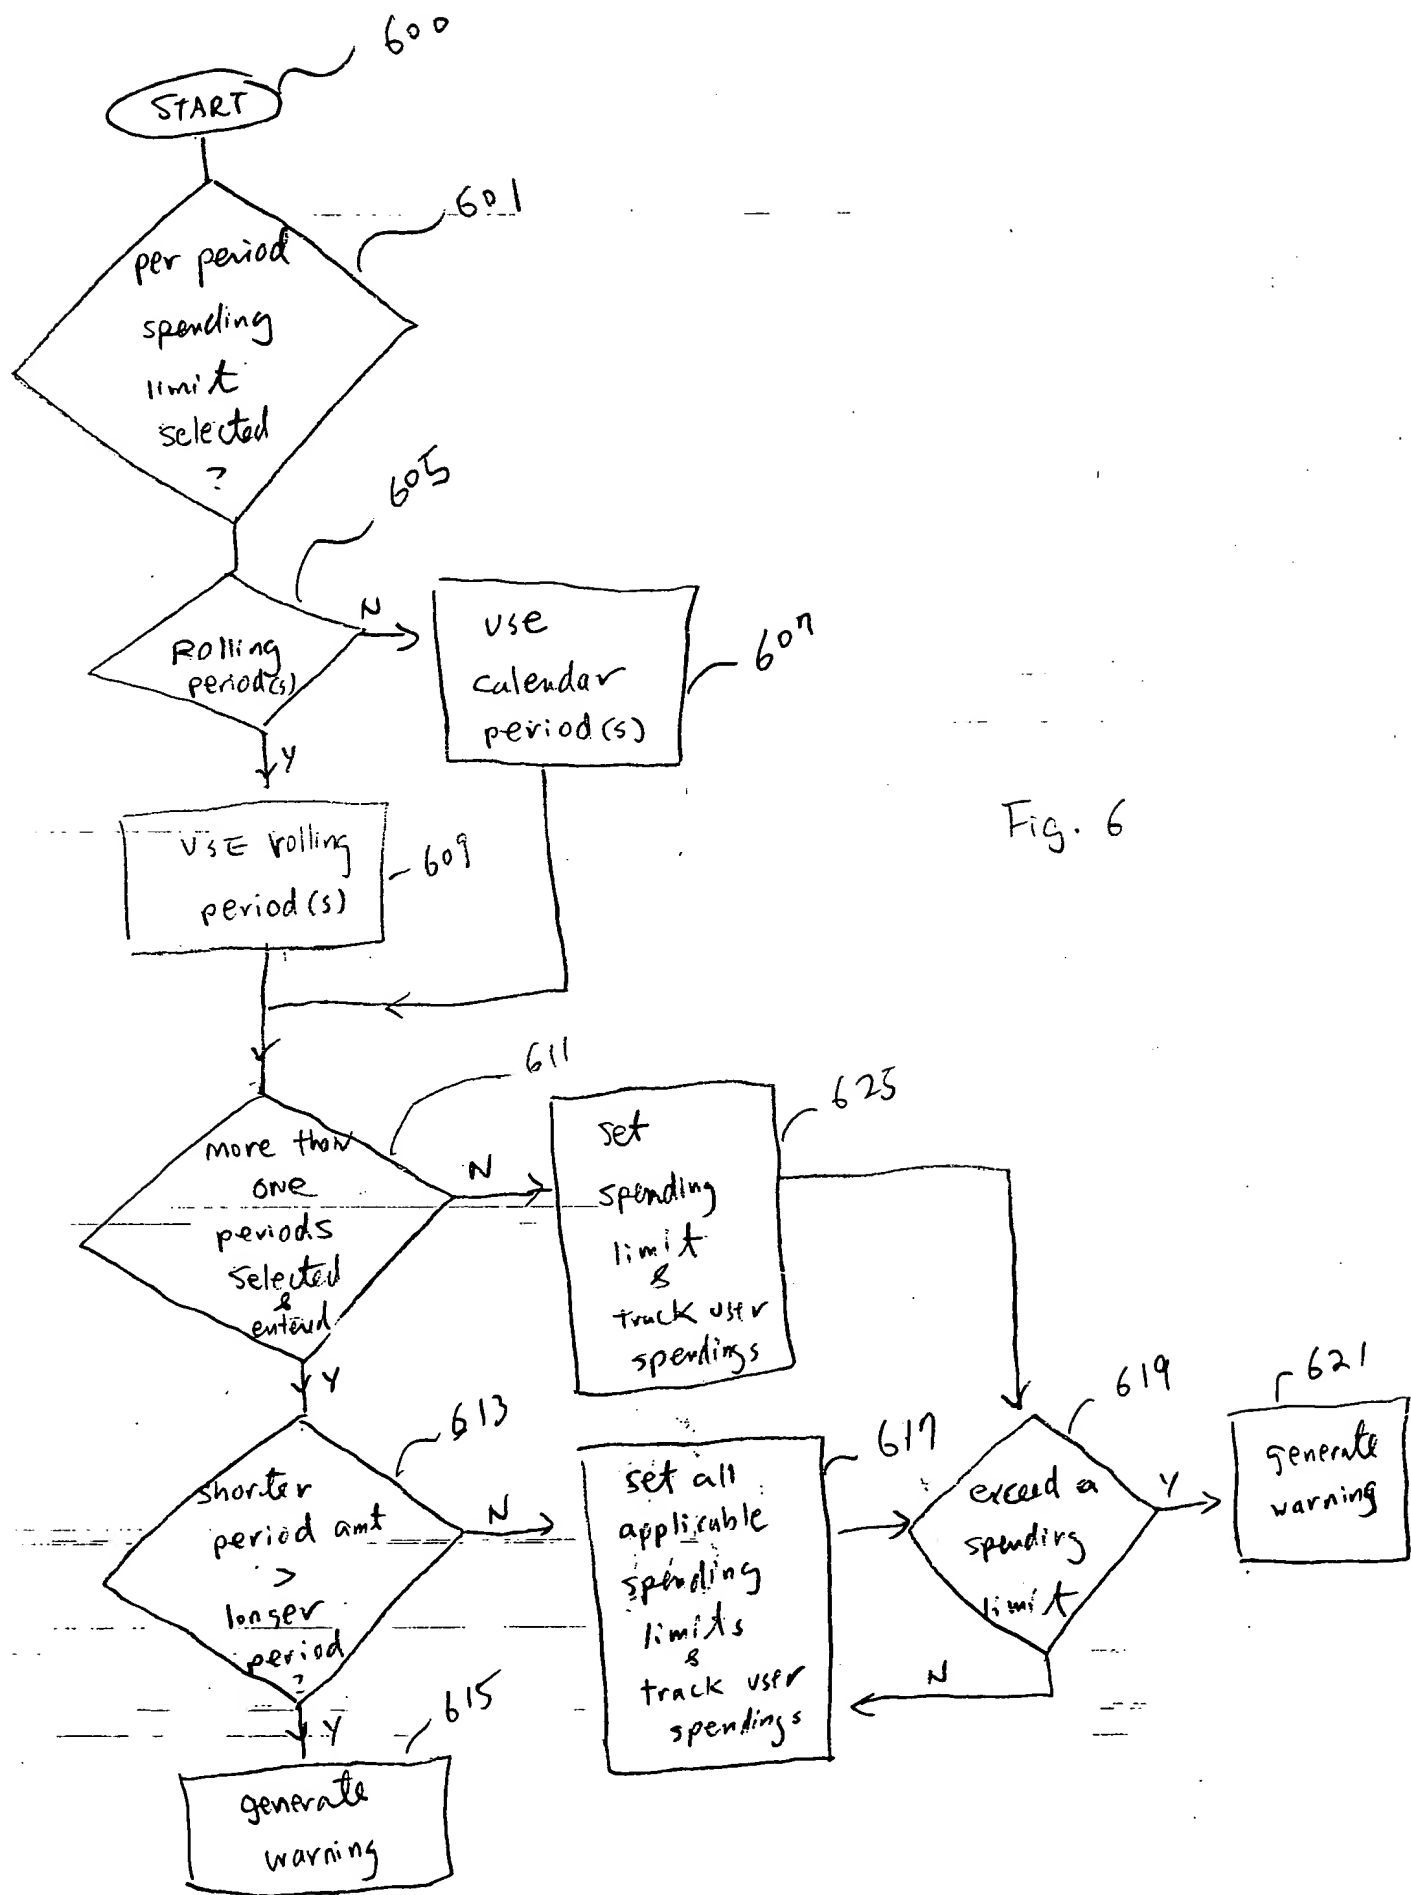 600
START
601
per period
spending
limit
selected
?
605
Rolling
period(s)
N
Y
use
calendar
period(s)
607
USE rolling
period(s)
609
Fig. 6
611
more than
one
periods
selected
&
entered
N
Y
set
spending
limit
&
track user
spendings
625
613
shorter
period amt
>
longer
period
?
N
Y
615
generate
warning
set all
applicable
spending
limits
&
track user
spendings
617
619
exceed a
spending
limit
Y
N
621
generate
warning